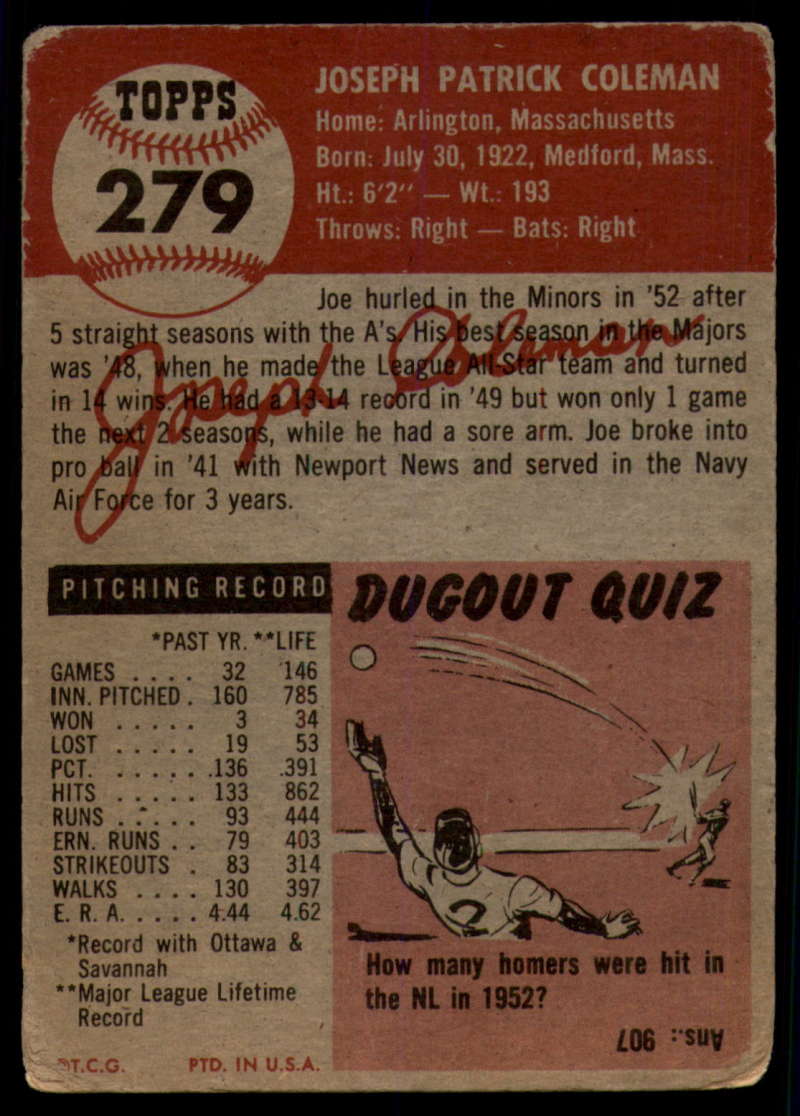 TOPPS
279
JOSEPH PATRICK COLEMAN
Home: Arlington, Massachusetts
Born: July 30, 1922, Medford, Mass.
Ht.: 6'2" — Wt.: 193
Throws: Right — Bats: Right
Joe hurled in the Minors in '52 after
5 straight seasons with the A's. His best season in the Majors
was '48, when he made the League All-Star team and turned
in 14 wins. He had a 13-14 record in '49 but won only 1 game
the next 2 seasons, while he had a sore arm. Joe broke into
pro ball in '41 with Newport News and served in the Navy
Air Force for 3 years.
Joseph Coleman
PITCHING RECORD
*PAST YR. **LIFE
GAMES . . . . 32 146
INN. PITCHED . 160 785
WON . . . . . 3 34
LOST . . . . . 19 53
PCT. . . . . . .136 .391
HITS . . . . . 133 862
RUNS . . . . . 93 444
ERN. RUNS . . 79 403
STRIKEOUTS . 83 314
WALKS . . . . 130 397
E. R. A. . . . . . 4.44 4.62
*Record with Ottawa &
Savannah
**Major League Lifetime
Record
T.C.G. PTD. IN U.S.A.
DUGOUT QUIZ
2
How many homers were hit in
the NL in 1952?
Ans.: 907